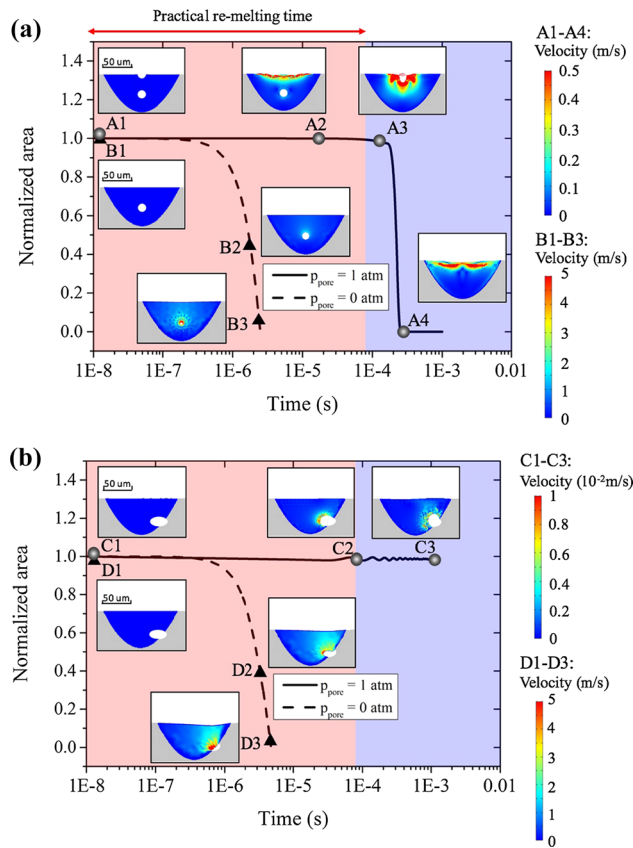 Practical re-melting time
(a)
A1-A4:
Velocity (m/s)
1.4
1.2
1.0
0.8
0.6
0.4
0.2
0.0
Normalized area
50 um
A1
B1
A2
A3
50 um
B2
B3
A4
p_pore = 1 atm
p_pore = 0 atm
0.5
0.4
0.3
0.2
0.1
0
B1-B3:
Velocity (m/s)
5
4
3
2
1
0
1E-8 1E-7 1E-6 1E-5 1E-4 1E-3 0.01
Time (s)
(b)
C1-C3:
Velocity (10⁻²m/s)
1.4
1.2
1.0
0.8
0.6
0.4
0.2
0.0
Normalized area
50 um
C1
D1
C2
C3
50 um
D2
D3
p_pore = 1 atm
p_pore = 0 atm
1
0.8
0.6
0.4
0.2
0
D1-D3:
Velocity (m/s)
5
4
3
2
1
0
1E-8 1E-7 1E-6 1E-5 1E-4 1E-3 0.01
Time (s)